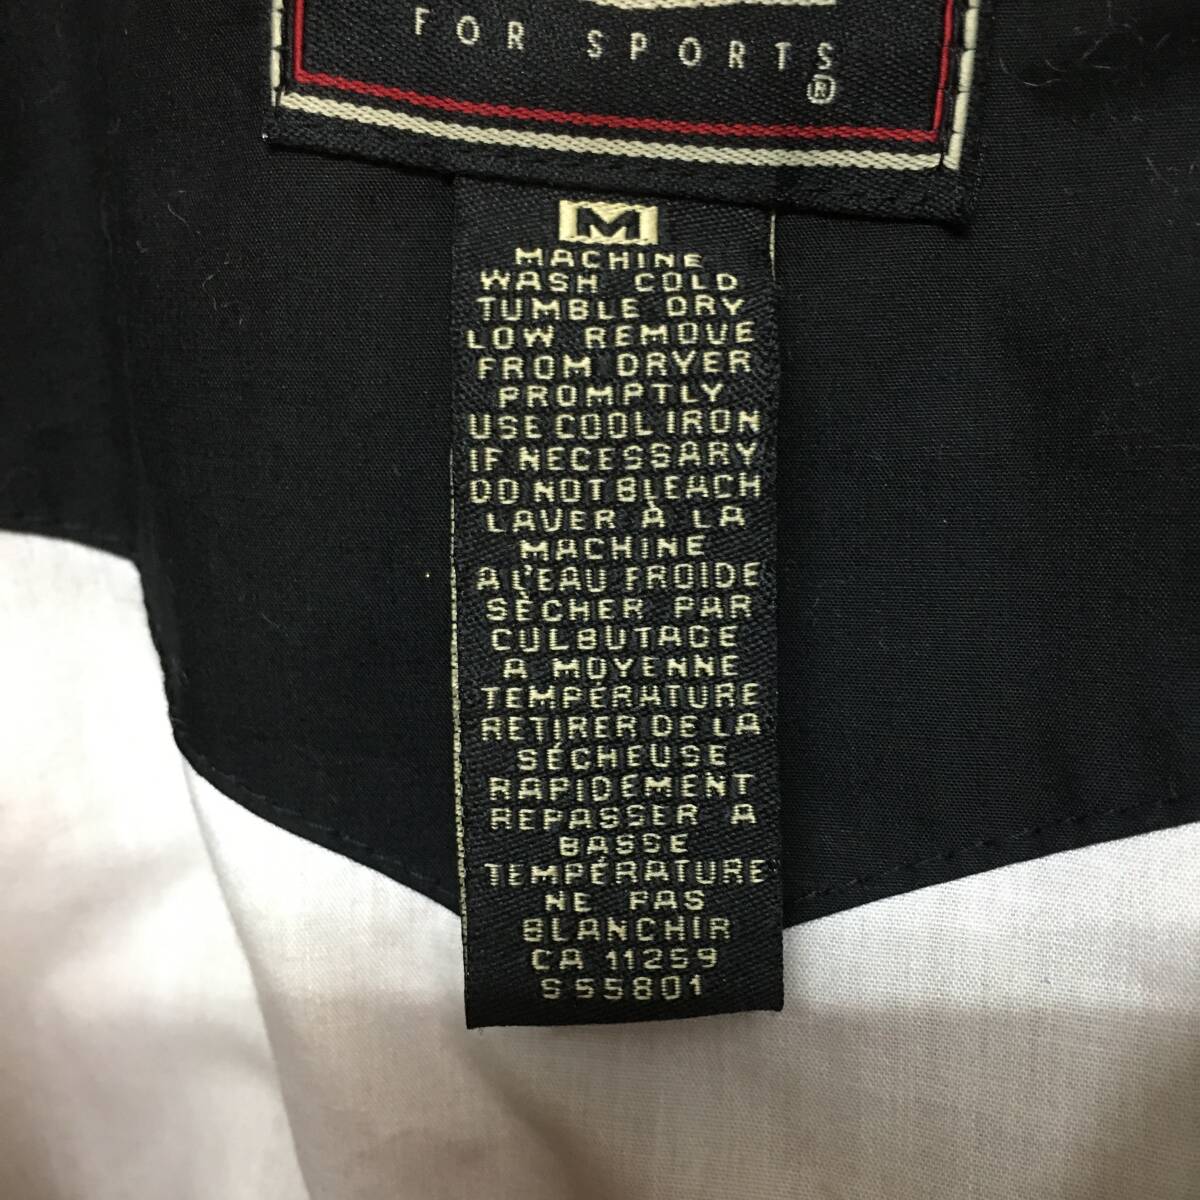 FOR SPORTS
®
M
MACHINE
WASH COLD
TUMBLE DRY
LOW REMOVE
FROM DRYER
PROMPTLY
USE COOL IRON
IF NECESSARY
DO NOT BLEACH
LAVER À LA
MACHINE
A L'EAU FROIDE
SÈCHER PAR
CULBUTAGE
A MOYENNE
TEMPÉRATURE
RETIRER DE LA
SÉCHEUSE
RAPIDEMENT
REPASSER A
BASSE
TEMPÉRATURE
NE PAS
BLANCHIR
CA 11259
S55801